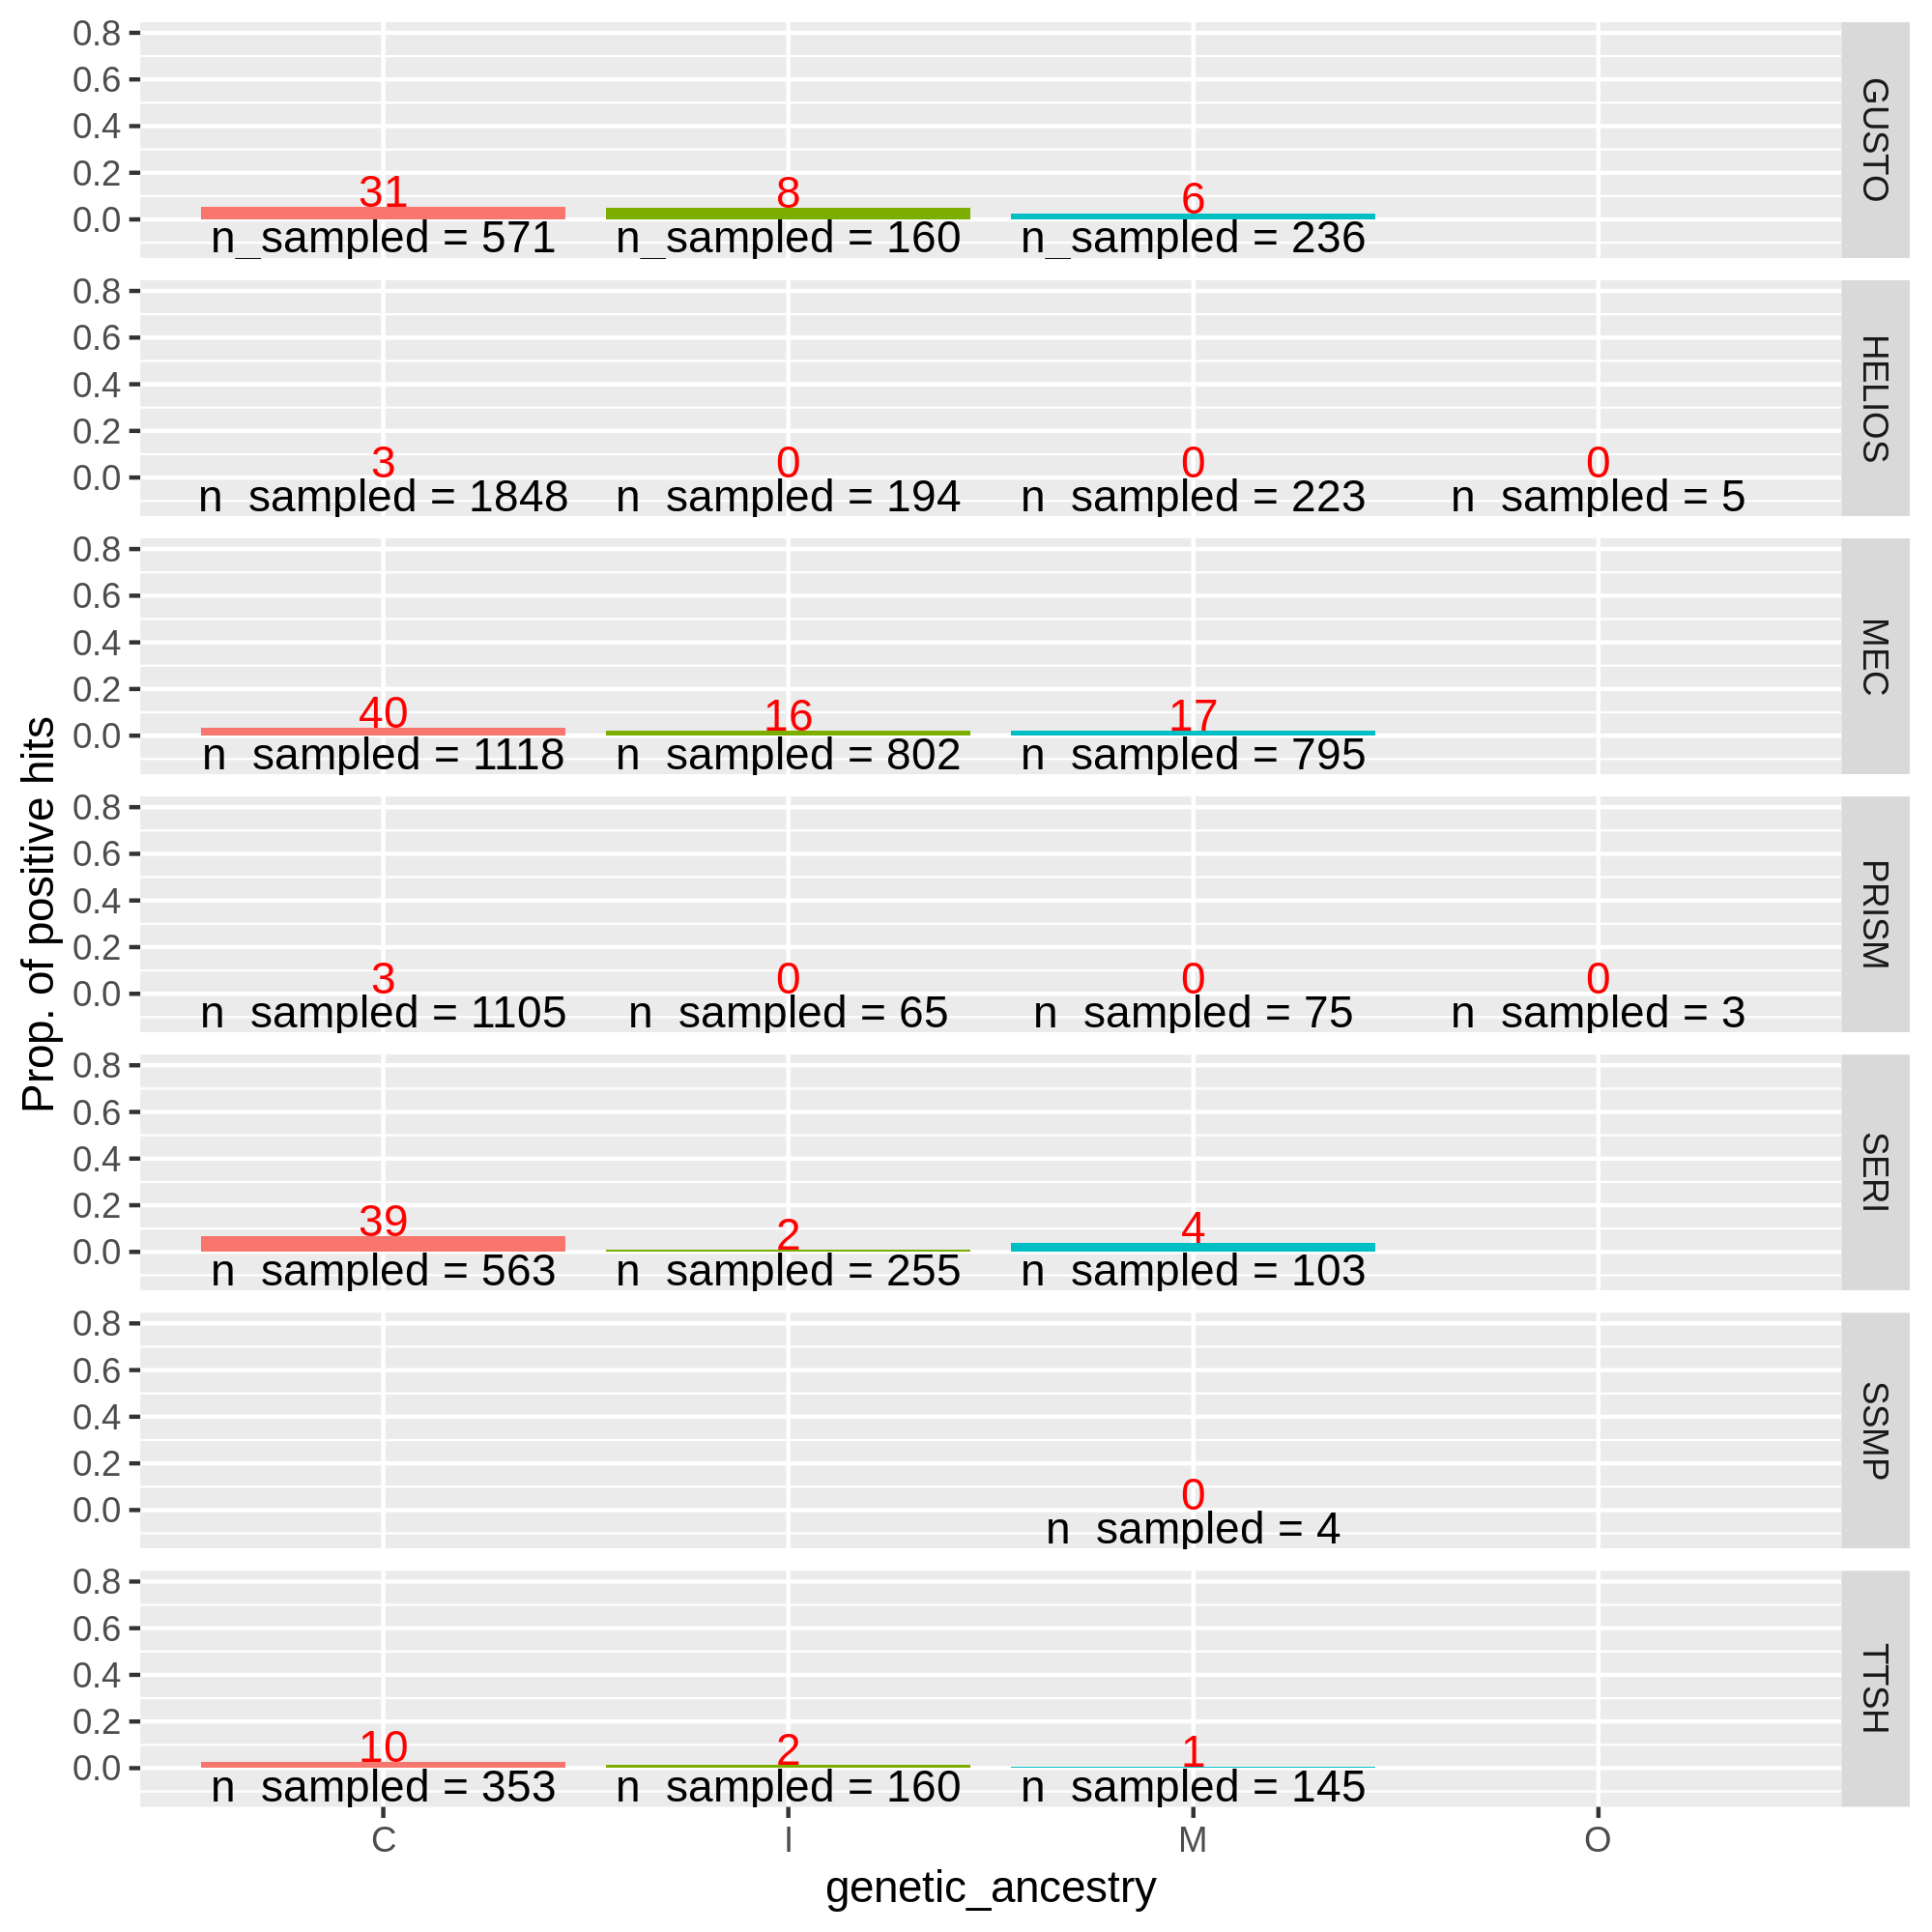 Prop. of positive hits
0.8
0.6
0.4
0.2
0.0
31
8
6
n_sampled = 571
n_sampled = 160
n_sampled = 236
GUSTO
0.8
0.6
0.4
0.2
0.0
3
0
0
0
n sampled = 1848
n sampled = 194
n sampled = 223
n sampled = 5
HELIOS
0.8
0.6
0.4
0.2
0.0
40
16
17
n sampled = 1118
n sampled = 802
n sampled = 795
MEC
0.8
0.6
0.4
0.2
0.0
3
0
0
0
n sampled = 1105
n sampled = 65
n sampled = 75
n sampled = 3
PRISM
0.8
0.6
0.4
0.2
0.0
39
2
4
n sampled = 563
n sampled = 255
n sampled = 103
SERI
0.8
0.6
0.4
0.2
0.0
0
n sampled = 4
SSMP
0.8
0.6
0.4
0.2
0.0
10
2
1
n sampled = 353
n sampled = 160
n sampled = 145
TTSH
C
I
M
O
genetic_ancestry